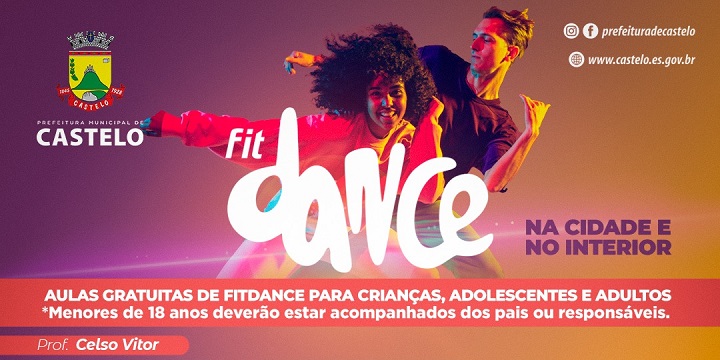 prefeituradecastelo
www.castelo.es.gov.br
CASTELO
PREFEITURA MUNICIPAL DE
CASTELO
fit
dance
NA CIDADE E
NO INTERIOR
AULAS GRATUITAS DE FITDANCE PARA CRIANÇAS, ADOLESCENTES E ADULTOS
*Menores de 18 anos deverão estar acompanhados dos pais ou responsáveis.
Prof. Celso Vitor